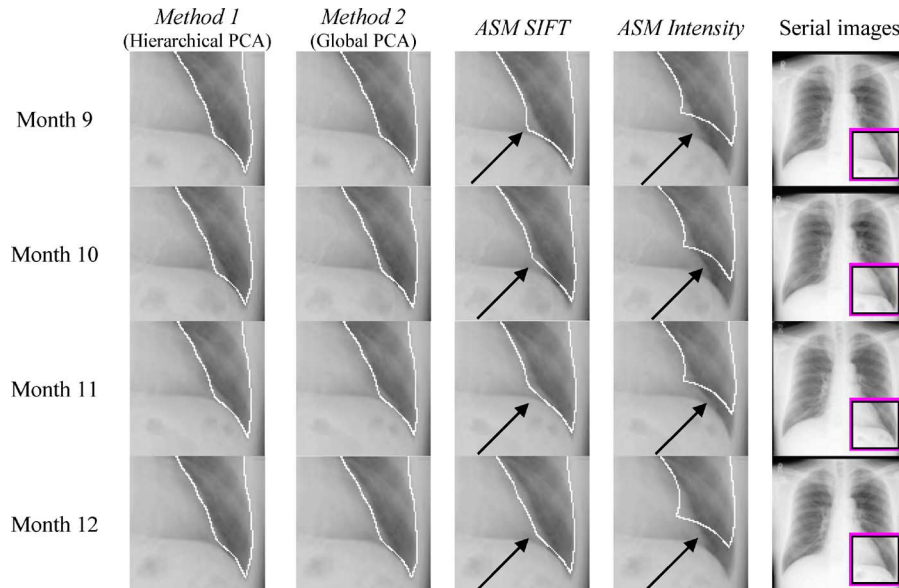 Method 1 Method 2 ASM SIFT ASM Intensity Serial images
(Hierarchical PCA) (Global PCA)
Month 9
Month 10
Month 11
Month 12